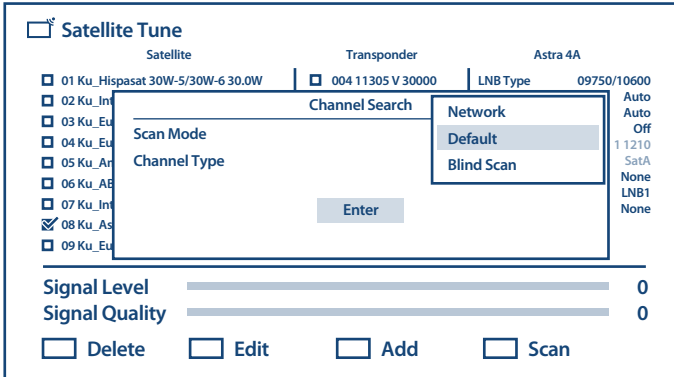 Satellite Tune
Satellite Transponder Astra 4A
01 Ku_Hispasat 30W-5/30W-6 30.0W 004 11305 V 30000 LNB Type 09750/10600
02 Ku_Int Auto
03 Ku_Eu Auto
04 Ku_Eu Off
05 Ku_An 1 1210
06 Ku_AB SatA
07 Ku_Int None
08 Ku_As LNB1
09 Ku_Eu None
Channel Search
Scan Mode
Channel Type
Network
Default
Blind Scan
Enter
Signal Level 0
Signal Quality 0
Delete Edit Add Scan